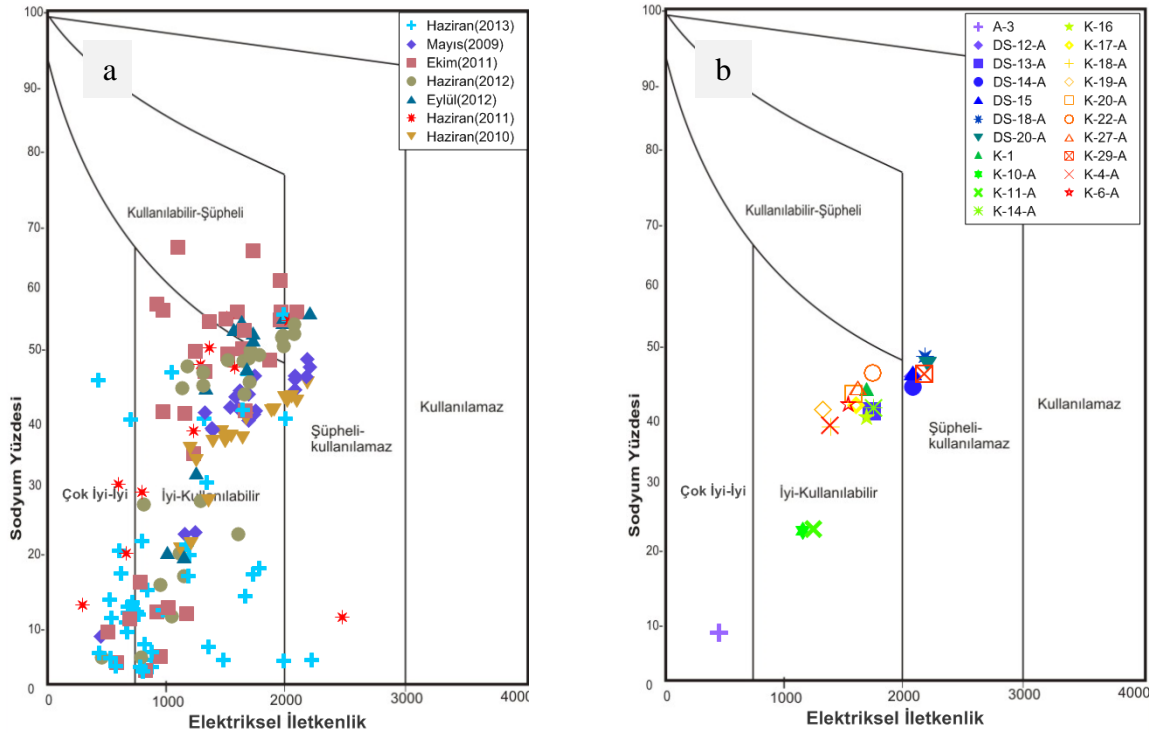 a
100
90-
80-
70-
60-
50
40
30
20-
10-
0
Sodyum Yüzdesi
0
1000
2000
3000
4000
Elektriksel İletkenlik
Haziran(2013)
Mayıs(2009)
Ekim(2011)
Haziran(2012)
Eylül(2012)
Haziran(2011)
Haziran(2010)
Kullanılabilir-Şüpheli
Çok İyi-İyi
İyi-Kullanılabilir
Şüpheli-
kullanılamaz
Kullanılamaz
b
100
90-
80-
70-
60-
50
40
30
20-
10-
0
Sodyum Yüzdesi
0
1000
2000
3000
4000
Elektriksel İletkenlik
A-3
DS-12-A
DS-13-A
DS-14-A
DS-15
DS-18-A
DS-20-A
K-1
K-10-A
K-11-A
K-14-A
K-16
K-17-A
K-18-A
K-19-A
K-20-A
K-22-A
K-27-A
K-29-A
K-4-A
K-6-A
Kullanılabilir-Şüpheli
Çok İyi-İyi
İyi-Kullanılabilir
Şüpheli-
kullanılamaz
Kullanılamaz